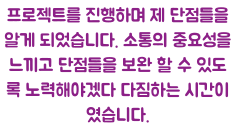 프로젝트를 진행하며 제 단점들을
알게 되었습니다. 소통의 중요성을
느끼고 단점들을 보완 할 수 있도
록 노력해야겠다 다짐하는 시간이
였습니다.